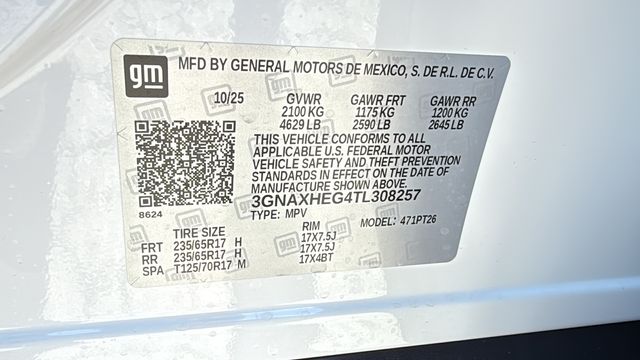 gm
MFD BY GENERAL MOTORS DE MEXICO, S. DE R.L. DE C.V.
10/25 GVWR GAWR FRT GAWR RR
2100 KG 1175 KG 1200 KG
4629 LB 2590 LB 2645 LB
THIS VEHICLE CONFORMS TO ALL
APPLICABLE U.S. FEDERAL MOTOR
VEHICLE SAFETY AND THEFT PREVENTION
STANDARDS IN EFFECT ON THE DATE OF
MANUFACTURE SHOWN ABOVE.
3GNAXHEG4TL308257
8624
TYPE: MPV MODEL: 471PT26
TIRE SIZE RIM
FRT 235/65R17 H 17X7.5J
RR 235/65R17 H 17X7.5J
SPA T125/70R17 M 17X4BT